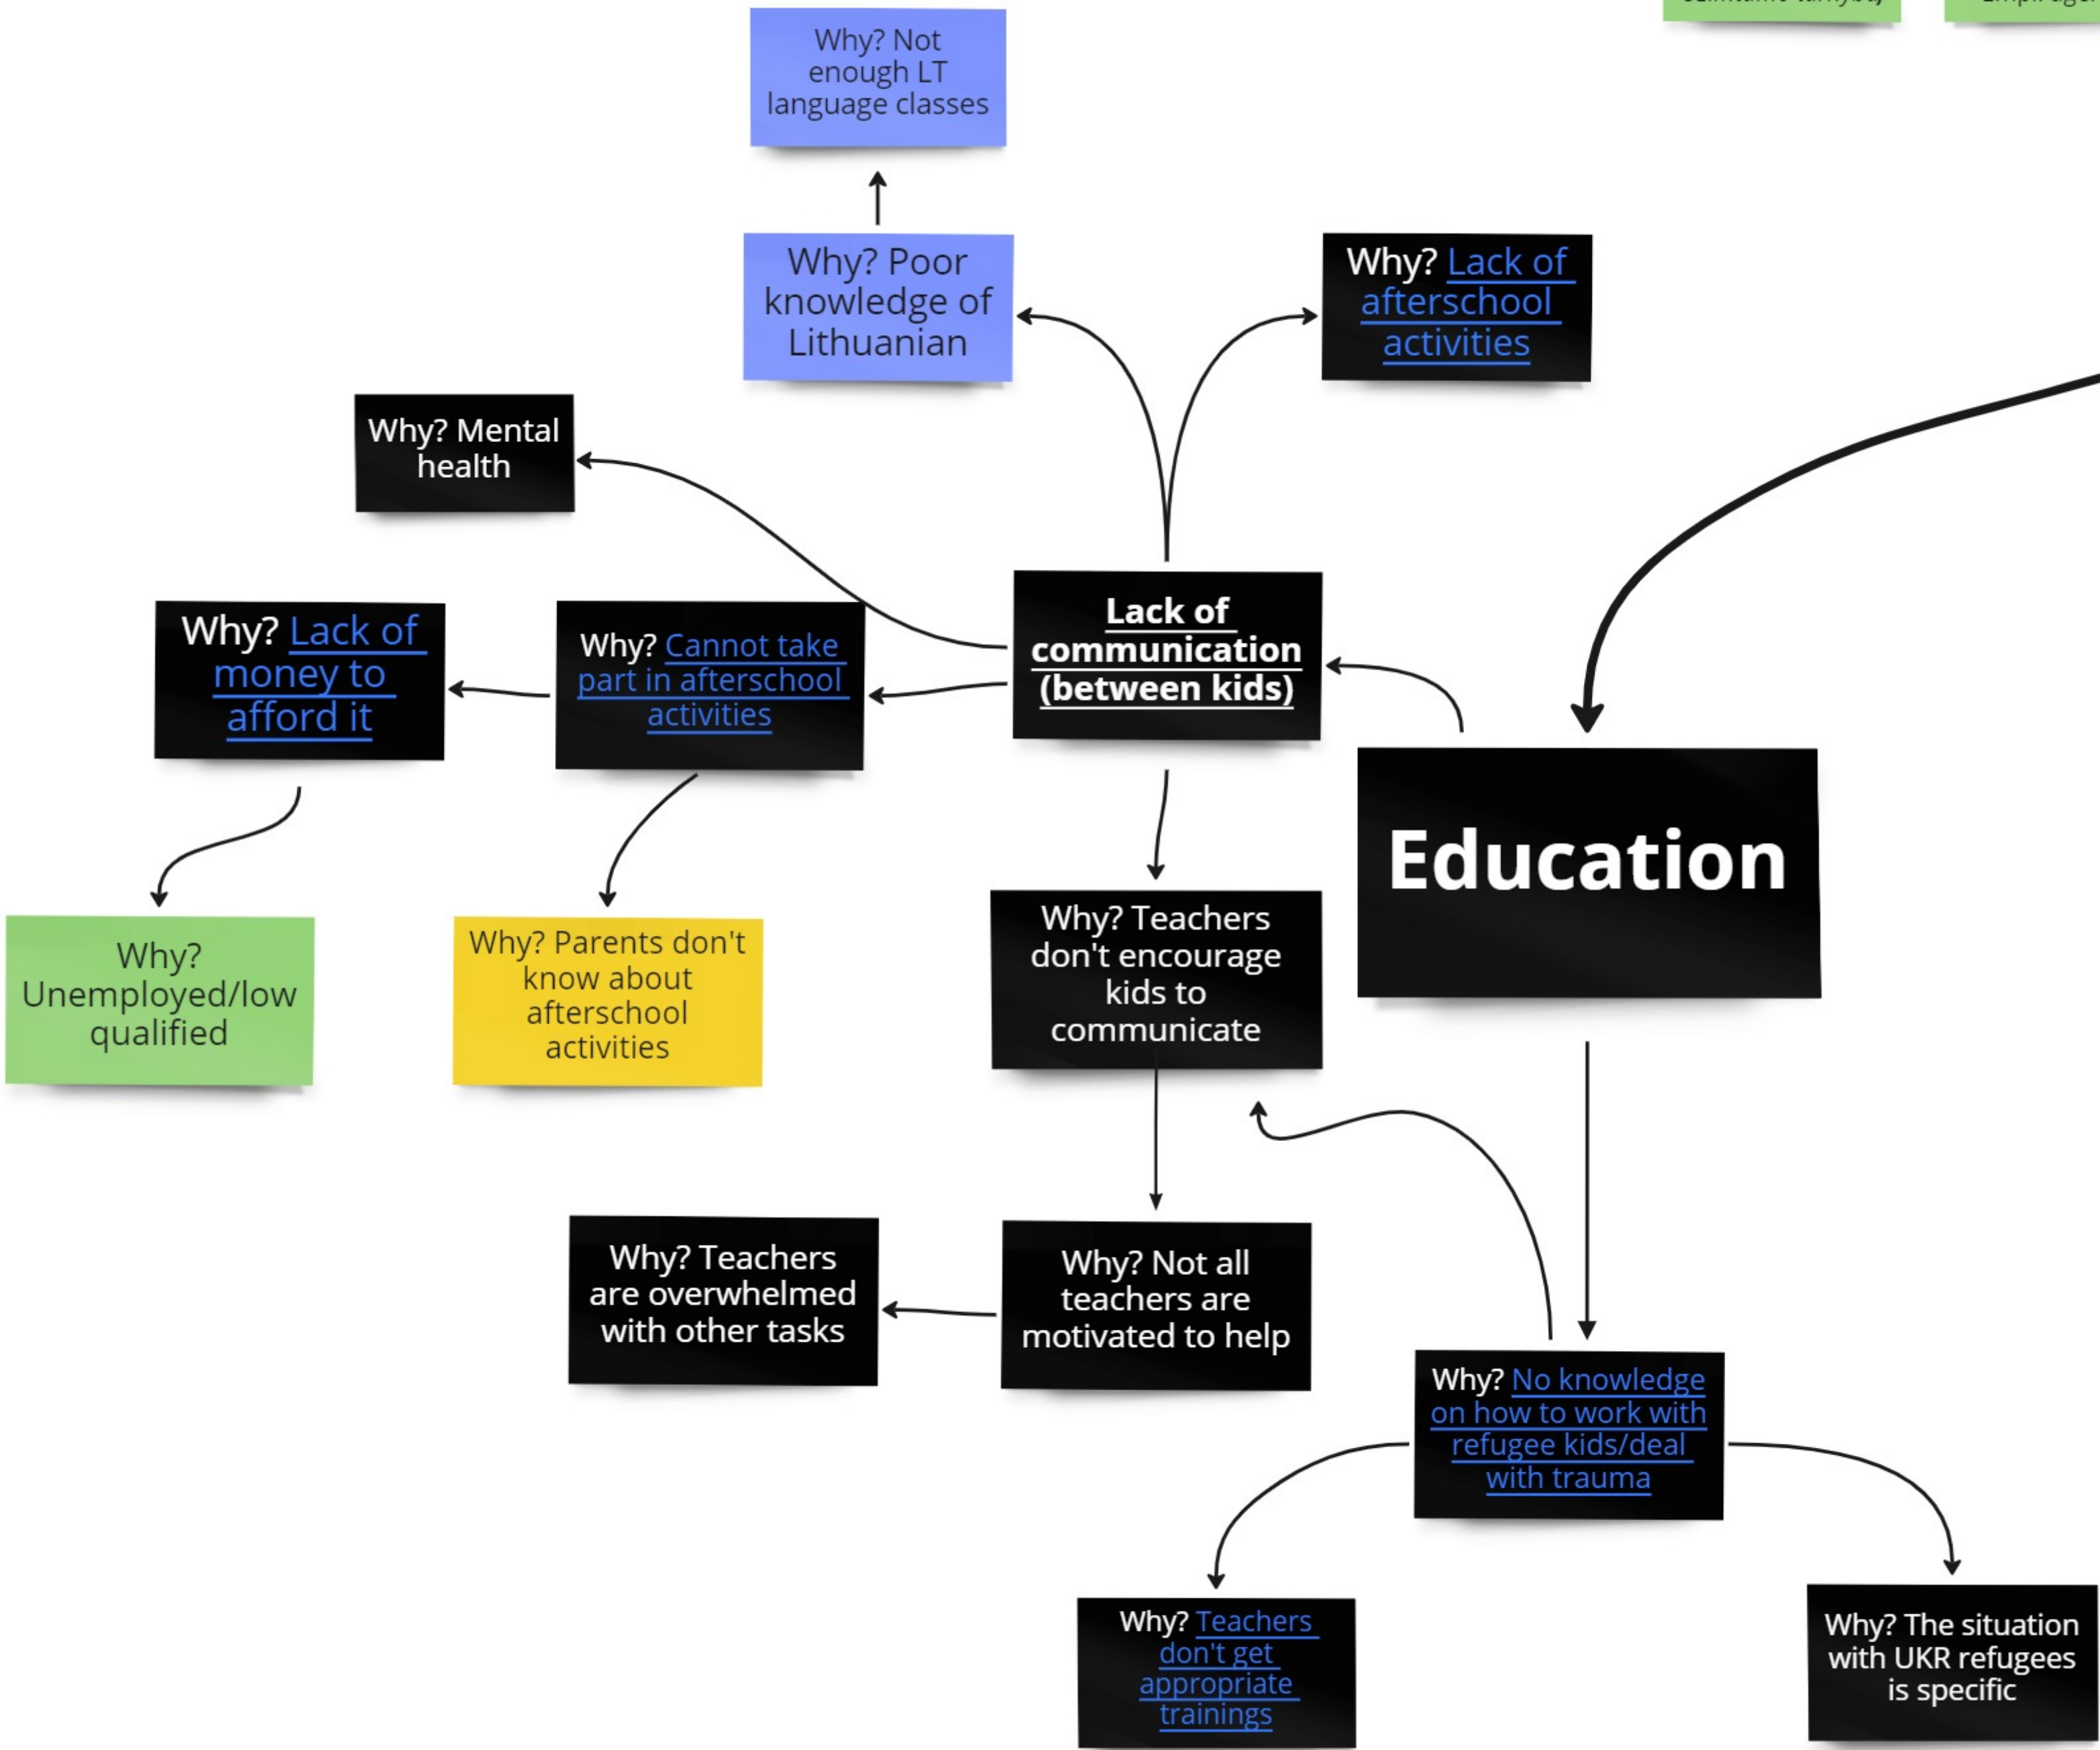 Why? Not
enough LT
language classes
Why? Poor
knowledge of
Lithuanian
Why? Lack of
afterschool
activities
Why? Mental
health
Lack of
communication
(between kids)
Why? Lack of
money to
afford it
Why? Cannot take
part in afterschool
activities
Education
Why?
Unemployed/low
qualified
Why? Parents don't
know about
afterschool
activities
Why? Teachers
don't encourage
kids to
communicate
Why? Teachers
are overwhelmed
with other tasks
Why? Not all
teachers are
motivated to help
Why? No knowledge
on how to work with
refugee kids/deal
with trauma
Why? Teachers
don't get
appropriate
trainings
Why? The situation
with UKR refugees
is specific